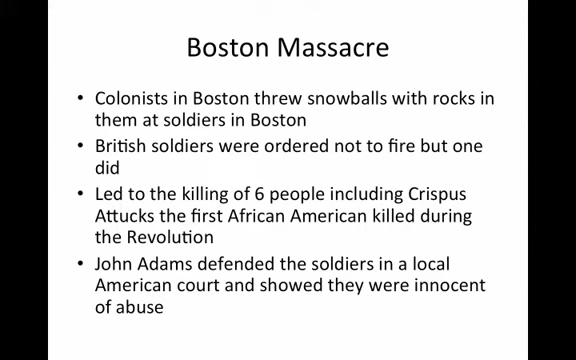 Boston Massacre
• Colonists in Boston threw snowballs with rocks in
them at soldiers in Boston
• British soldiers were ordered not to fire but one
did
• Led to the killing of 6 people including Crispus
Attucks the first African American killed during
the Revolution
• John Adams defended the soldiers in a local
American court and showed they were innocent
of abuse